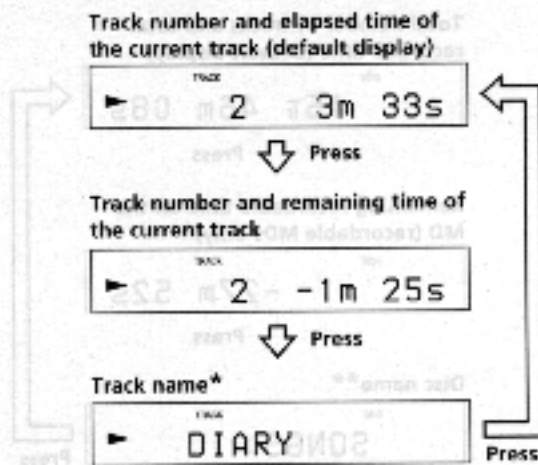 Track number and elapsed time of
the current track (default display)
TRACK
2 3m 33s
Press
Track number and remaining time of
the current track
TRACK
2 -1m 25s
Press
Track name*
TRACK
DIARY
Press